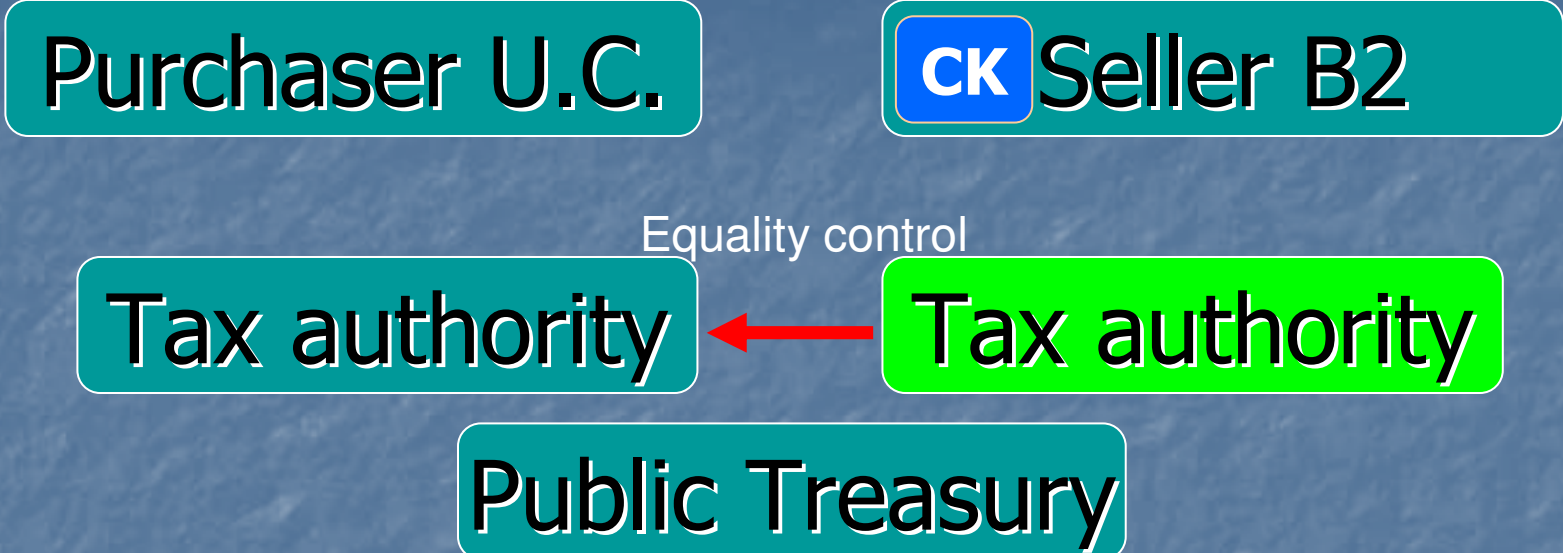 Purchaser U.C.
CK Seller B2
Equality control
Tax authority
Tax authority
Public Treasury